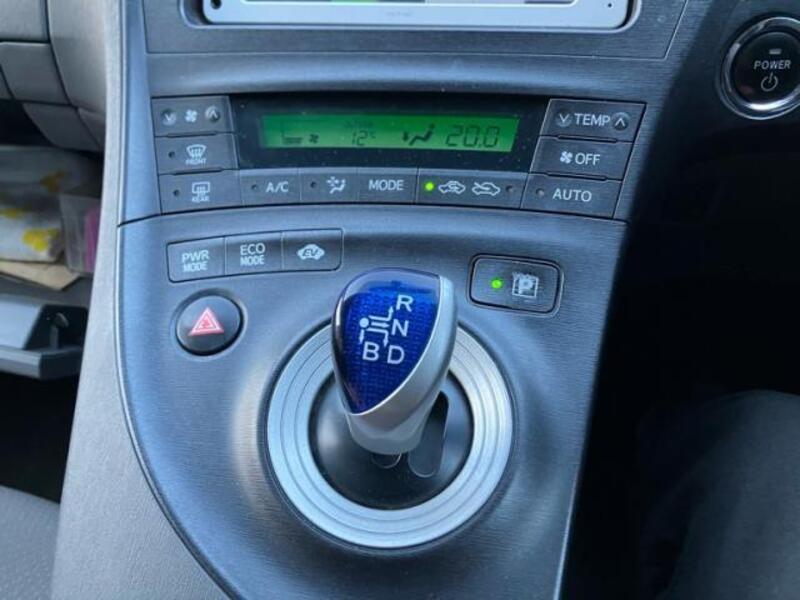 POWER
12°C 20.0
TEMP
FRONT
OFF
REAR
A/C
MODE
AUTO
PWR
MODE
ECO
MODE
EV
P
R
N
B D